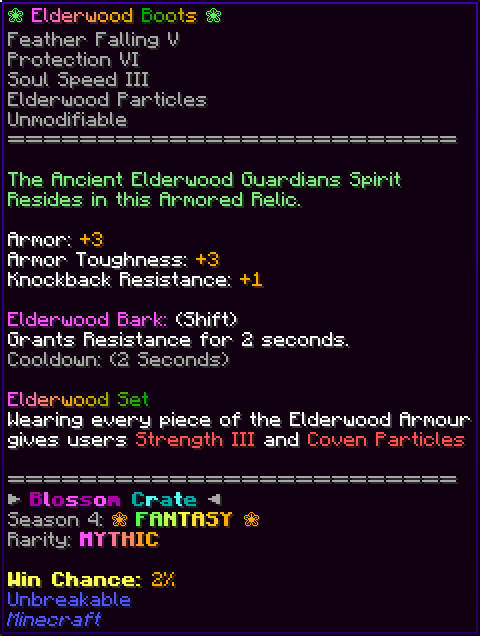 ❀ Elderwood Boots ❀
Feather Falling V
Protection VI
Soul Speed III
Elderwood Particles
Unmodifiable
============================
The Ancient Elderwood Guardians Spirit
Resides in this Armored Relic.
Armor: +3
Armor Toughness: +3
Knockback Resistance: +1
Elderwood Bark: (Shift)
Grants Resistance for 2 seconds.
Cooldown: (2 Seconds)
Elderwood Set
Wearing every piece of the Elderwood Armour
gives users Strength III and Coven Particles
============================
► Blossom Crate ◄
Season 4: ❀ FANTASY ❀
Rarity: MYTHIC
Win Chance: 2%
Unbreakable
Minecraft